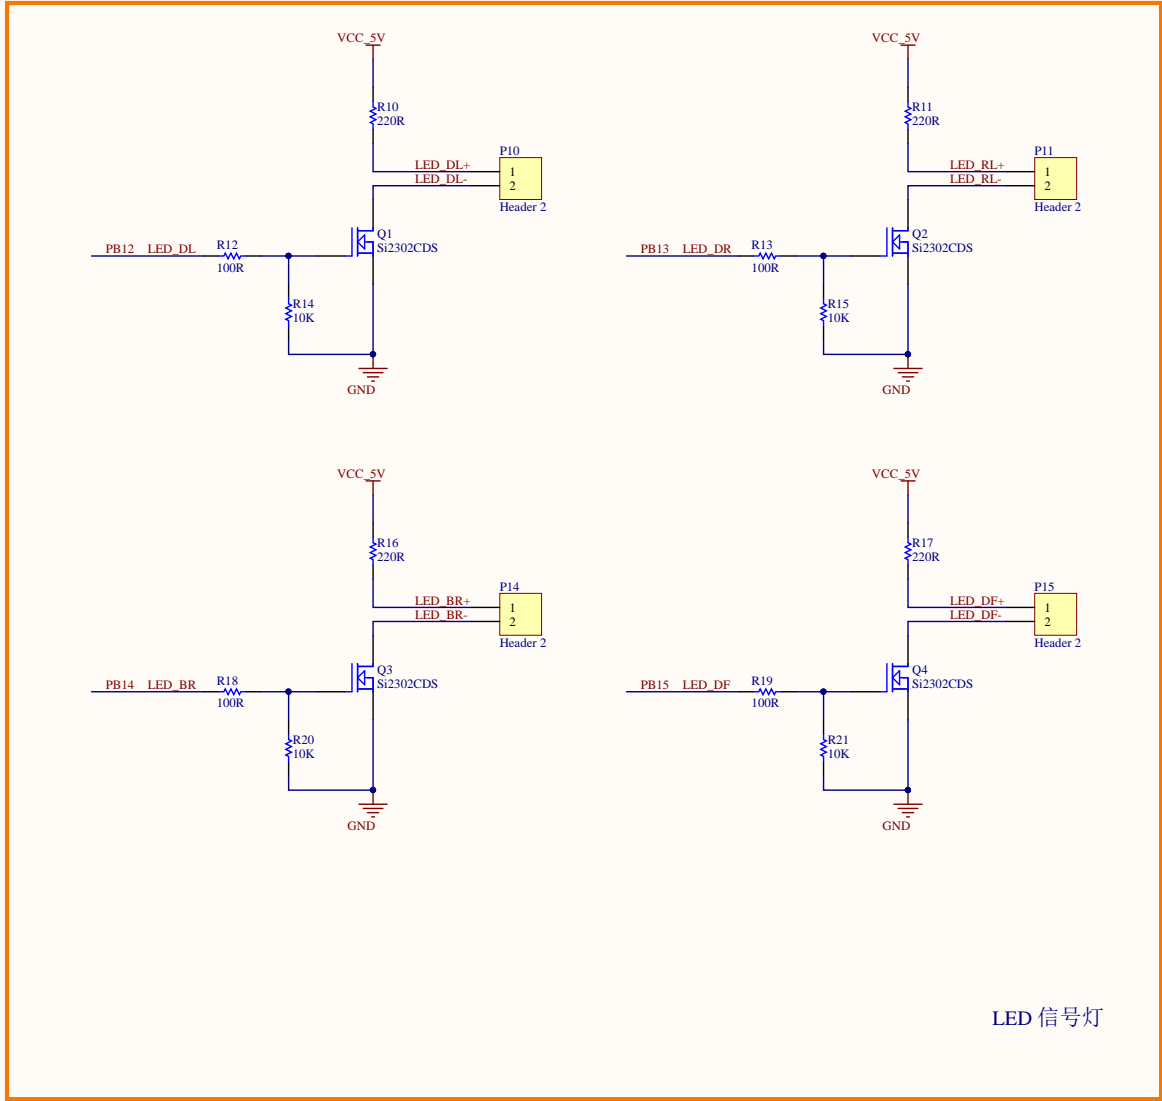 VCC_5V
R10
220R
P10
LED_DL+
1
LED_DL-
2
Header 2
Q1
Si2302CDS
PB12 LED_DL
R12
100R
R14
10K
GND
VCC_5V
R11
220R
P11
LED_RL+
1
LED_RL-
2
Header 2
Q2
Si2302CDS
PB13 LED_DR
R13
100R
R15
10K
GND
VCC_5V
R16
220R
P14
LED_BR+
1
LED_BR-
2
Header 2
Q3
Si2302CDS
PB14 LED_BR
R18
100R
R20
10K
GND
VCC_5V
R17
220R
P15
LED_DF+
1
LED_DF-
2
Header 2
Q4
Si2302CDS
PB15 LED_DF
R19
100R
R21
10K
GND
LED 信号灯